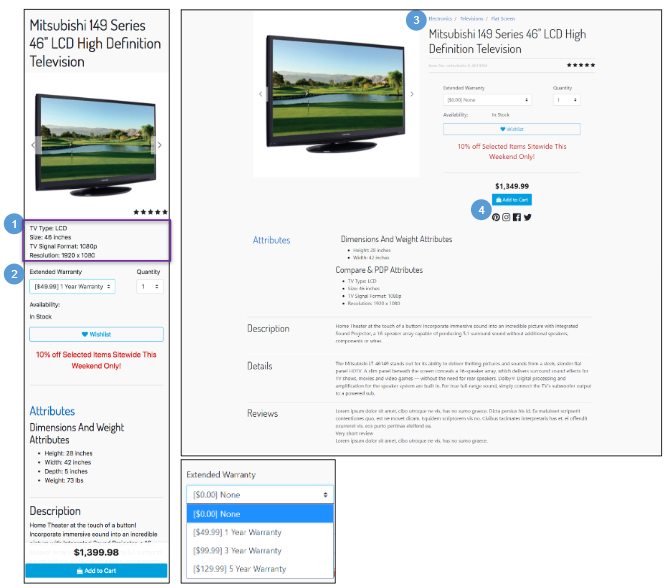 1
2
3
4
Mitsubishi 149 Series
46" LCD High Definition
Television
TV Type: LCD
Size: 46 inches
TV Signal Format: 1080p
Resolution: 1920 x 1080
Extended Warranty
Quantity
[$49.99] 1 Year Warranty
1
Availability:
In Stock
Wishlist
10% off Selected Items Sitewide This
Weekend Only!
Attributes
Dimensions And Weight
Attributes
Height: 28 inches
Width: 42 inches
Depth: 5 inches
Weight: 73 lbs
Description
Home Theater at the touch of a button!
Incorporate immersive sound into an incredible
$1,399.98
Add to Cart
Electronics / Televisions / Flat Screen
Mitsubishi 149 Series 46" LCD High
Definition Television
Extended Warranty
Quantity
[$0.00] None
1
Availability:
In Stock
Wishlist
10% off Selected Items Sitewide This
Weekend Only!
$1,349.99
Add to Cart
Attributes
Dimensions And Weight Attributes
Height: 28 inches
Width: 42 inches
Compare & PDP Attributes
TV Type: LCD
Size: 46 inches
TV Signal Format: 1080p
Resolution: 1920 x 1080
Description
Home Theater at the touch of a button! Incorporate immersive sound into an incredible picture with Integrated
Sound Projector, a 16-speaker array capable of producing 5.1 surround sound without additional speakers,
components or wires.
Details
The Mitsubishi LT-46149 stands out for its ability to deliver thrilling pictures and sounds from a sleek, slender flat
panel HDTV. A slim panel beneath the screen conceals a 16-speaker array, which delivers surround sound effects for
TV shows, movies and video games — without the need for rear speakers. Dolby® Digital processing and
amplification for the speaker system are built in. For true full-range sound, simply connect the TV's subwoofer output
to a powered sub.
Reviews
Lorem ipsum dolor sit amet,
Very short review
Lorem ipsum dolor sit amet,
Extended Warranty
[$0.00] None
[$0.00] None
[$49.99] 1 Year Warranty
[$99.99] 3 Year Warranty
[$129.99] 5 Year Warranty